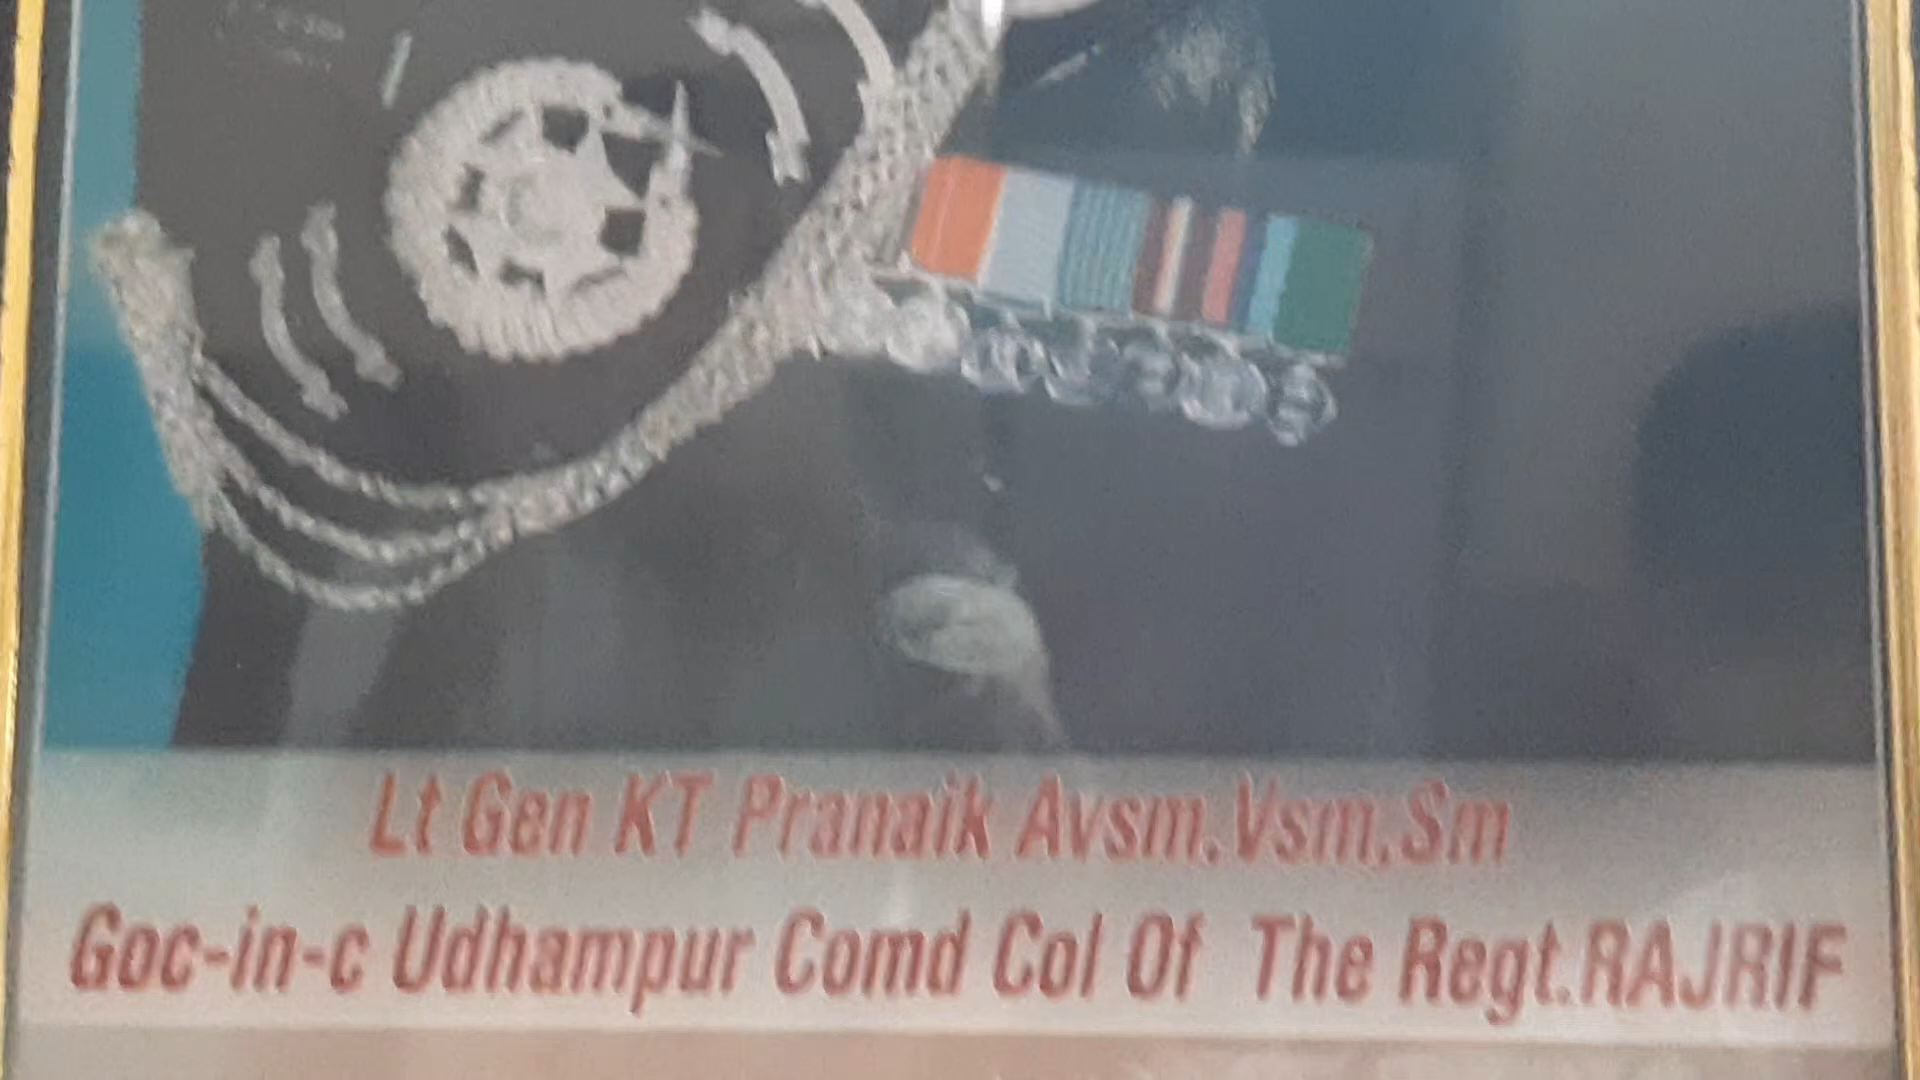 Lt Gen KT Pranaik Avsm.Vsm.Sm
Goc-in-c Udhampur Comd Col Of The Regt.RAJRIF